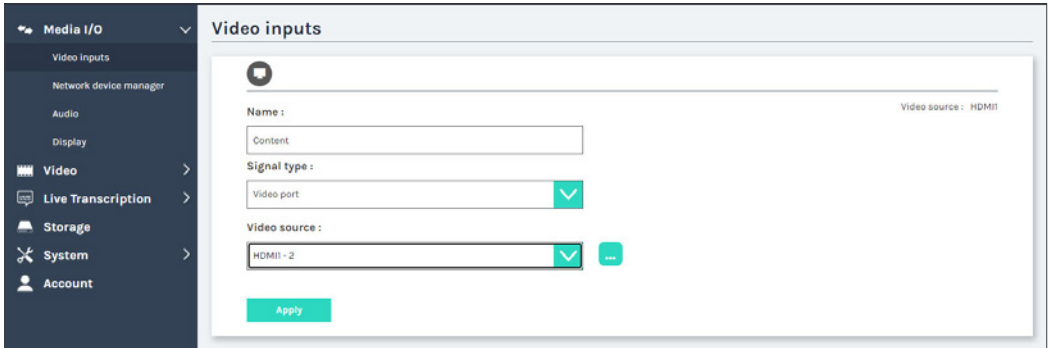 Media I/O
Video inputs
Network device manager
Audio
Display
Video
Live Transcription
Storage
System
Account
Video inputs
Video source : HDMI1
Name :
Content
Signal type :
Video port
Video source :
HDMI1 - 2
...
Apply